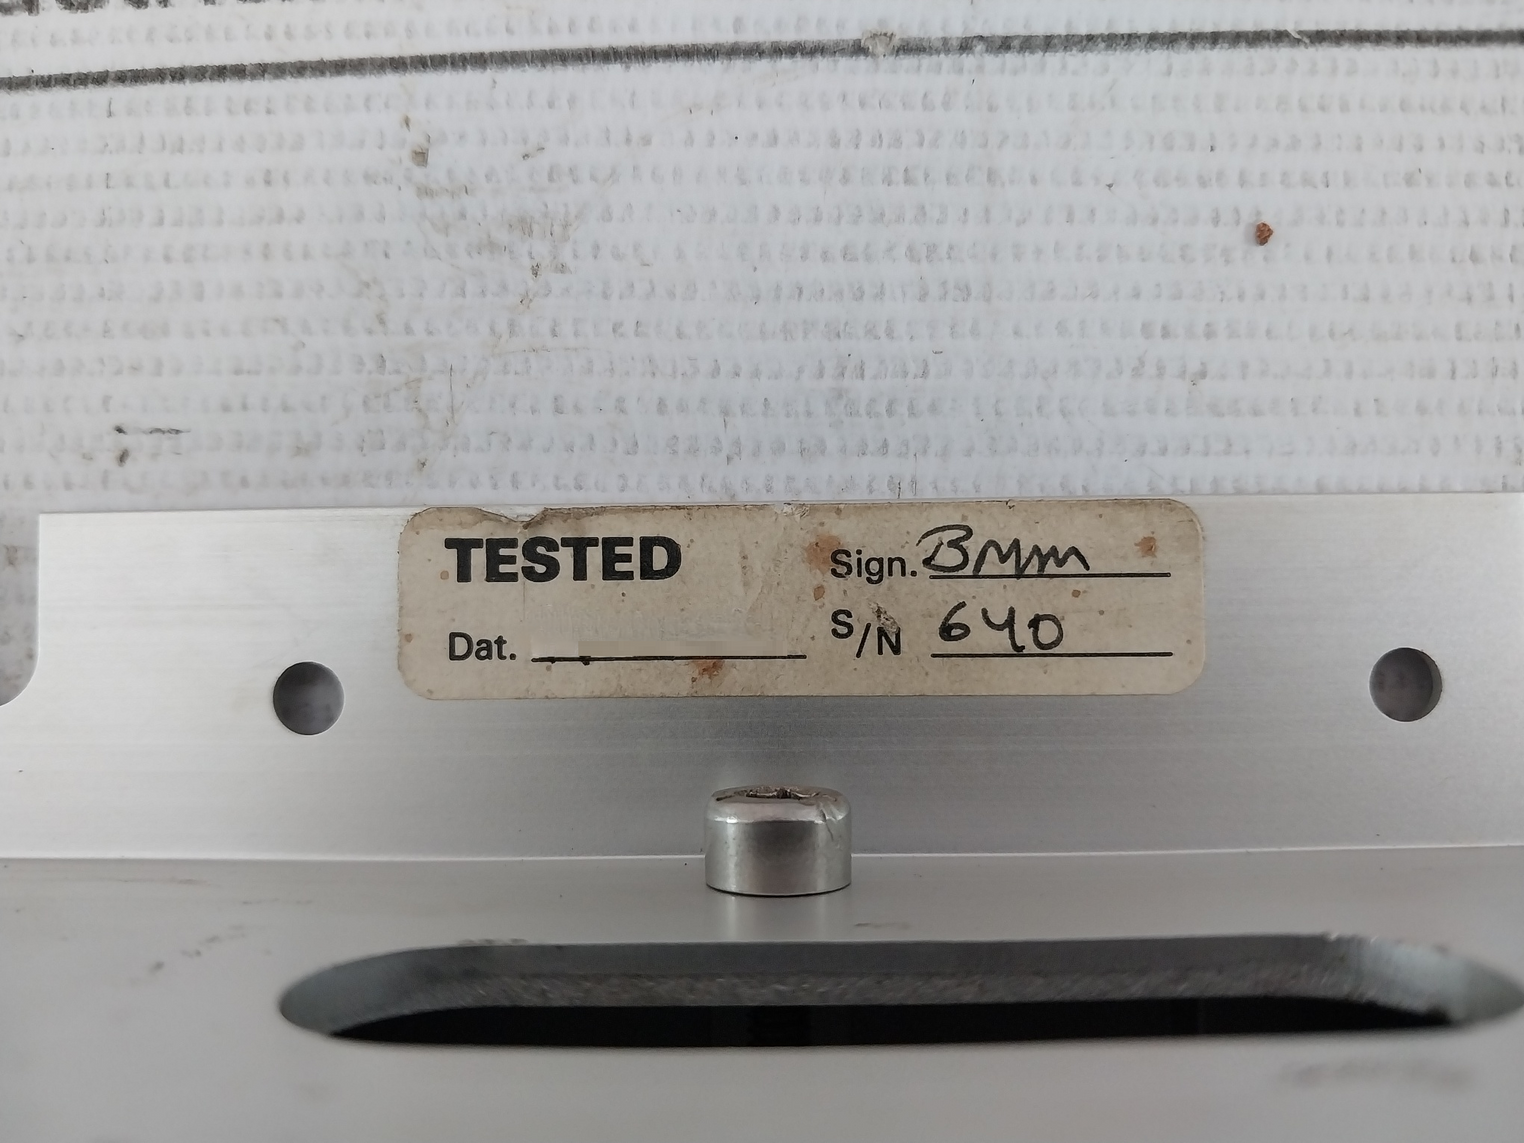 TESTED
Sign. BMM
Dat.
S/N 640